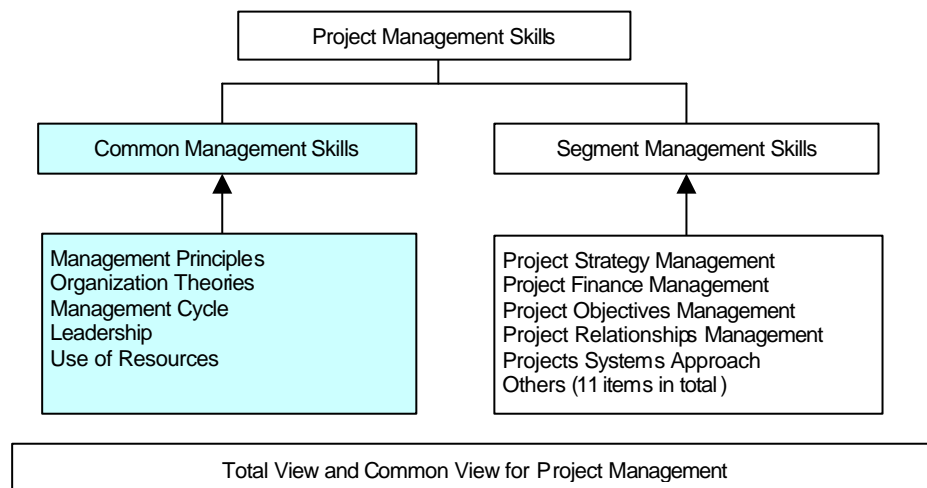 Project Management Skills
Common Management Skills
Segment Management Skills
Management Principles
Organization Theories
Management Cycle
Leadership
Use of Resources
Project Strategy Management
Project Finance Management
Project Objectives Management
Project Relationships Management
Projects Systems Approach
Others (11 items in total)
Total View and Common View for Project Management